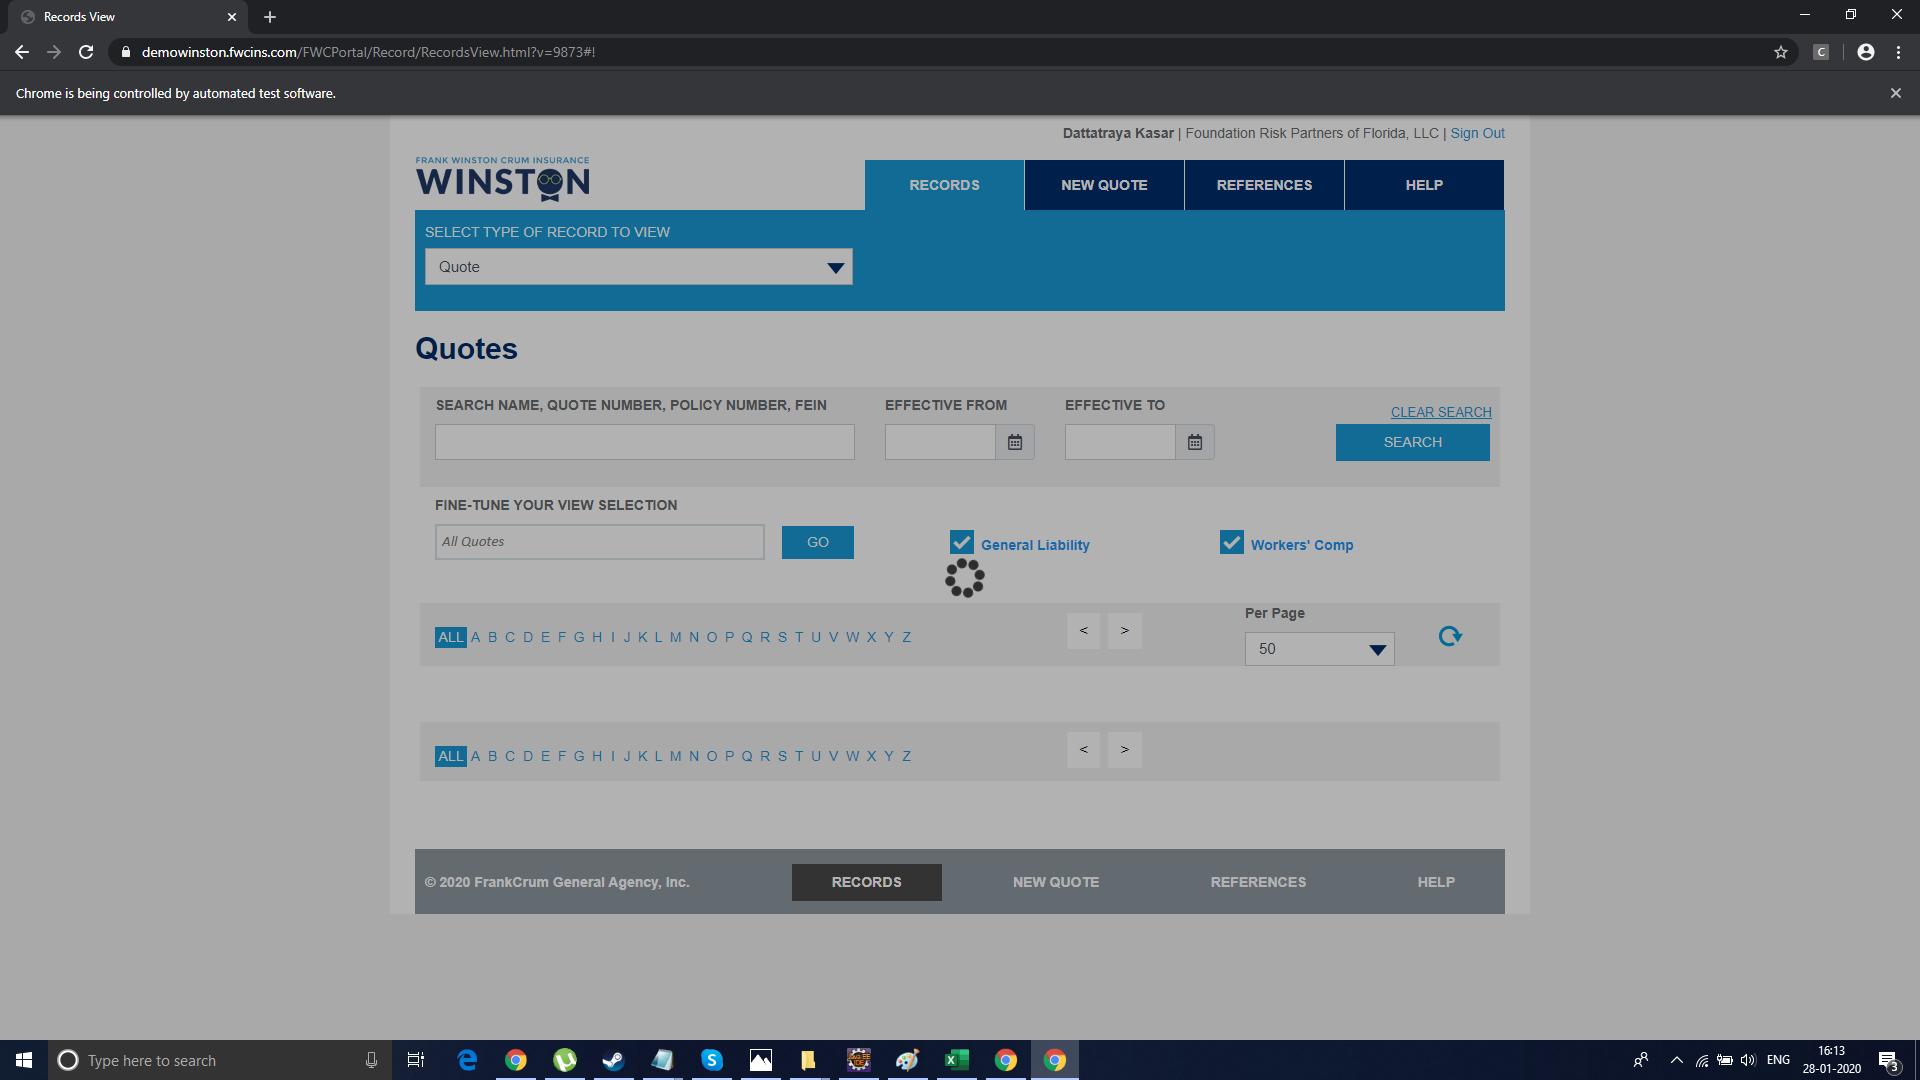 Records View
demowinston.fwcins.com/FWCPortal/Record/RecordsView.html?v=9873#!
C
Chrome is being controlled by automated test software.
Dattatraya Kasar | Foundation Risk Partners of Florida, LLC | Sign Out
FRANK WINSTON CRUM INSURANCE
WINSTON
RECORDS NEW QUOTE REFERENCES HELP
SELECT TYPE OF RECORD TO VIEW
Quote
Quotes
SEARCH NAME, QUOTE NUMBER, POLICY NUMBER, FEIN EFFECTIVE FROM EFFECTIVE TO
CLEAR SEARCH
SEARCH
FINE-TUNE YOUR VIEW SELECTION
All Quotes GO General Liability Workers' Comp
Per Page
ALL A B C D E F G H I J K L M N O P Q R S T U V W X Y Z < >
50
ALL A B C D E F G H I J K L M N O P Q R S T U V W X Y Z < >
© 2020 FrankCrum General Agency, Inc. RECORDS NEW QUOTE REFERENCES HELP
Type here to search
ENG
16:13
28-01-2020
3